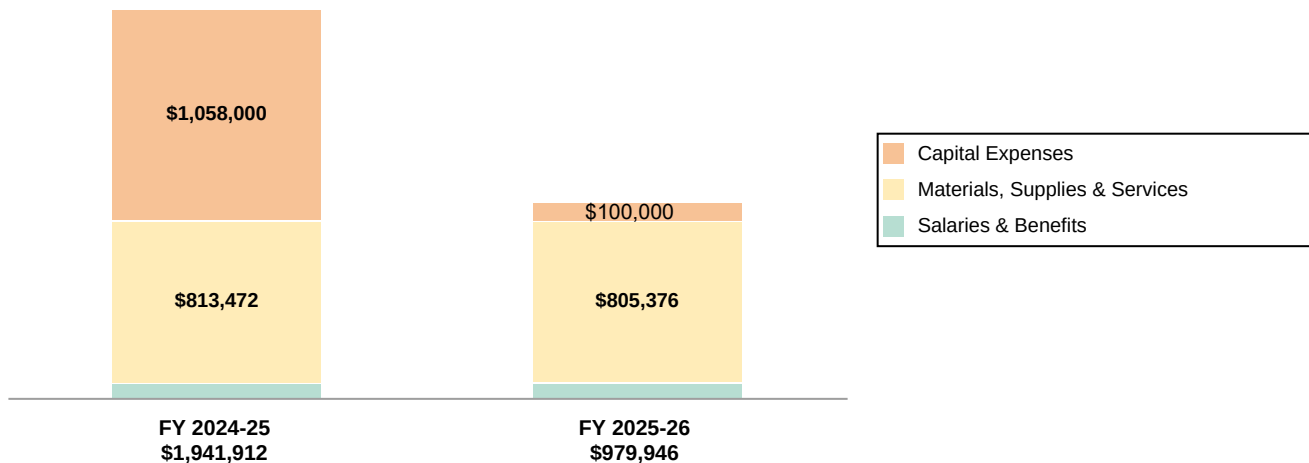 $1,058,000
$813,472
$100,000
$805,376
Capital Expenses
Materials, Supplies & Services
Salaries & Benefits
FY 2024-25
$1,941,912
FY 2025-26
$979,946